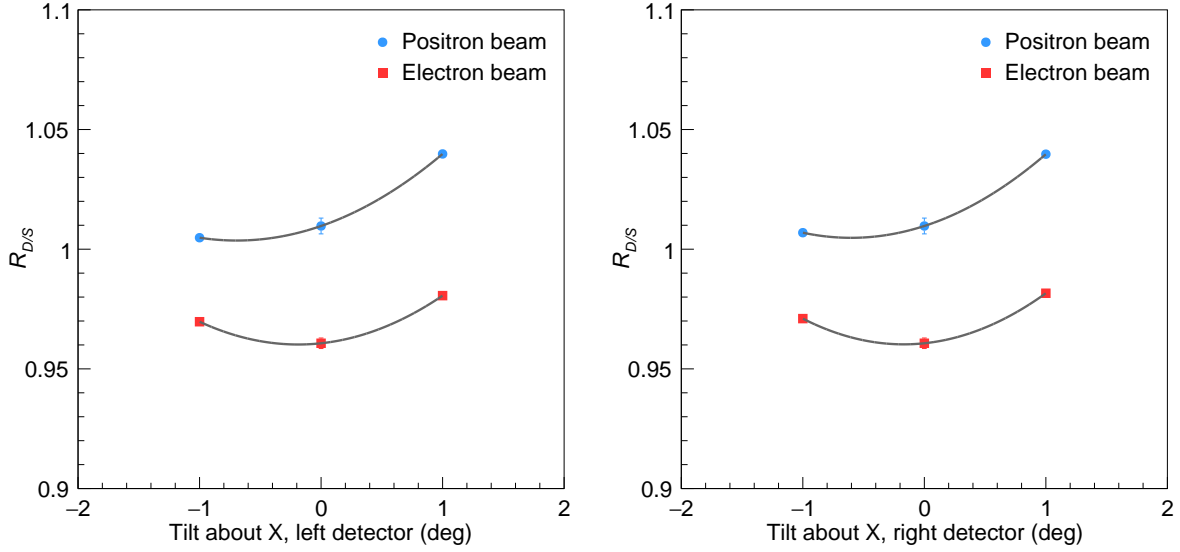 1.1
1.05
1
0.95
0.9
R_{D/S}
Positron beam
Electron beam
−2 −1 0 1 2
Tilt about X, left detector (deg)
1.1
1.05
1
0.95
0.9
R_{D/S}
Positron beam
Electron beam
−2 −1 0 1 2
Tilt about X, right detector (deg)